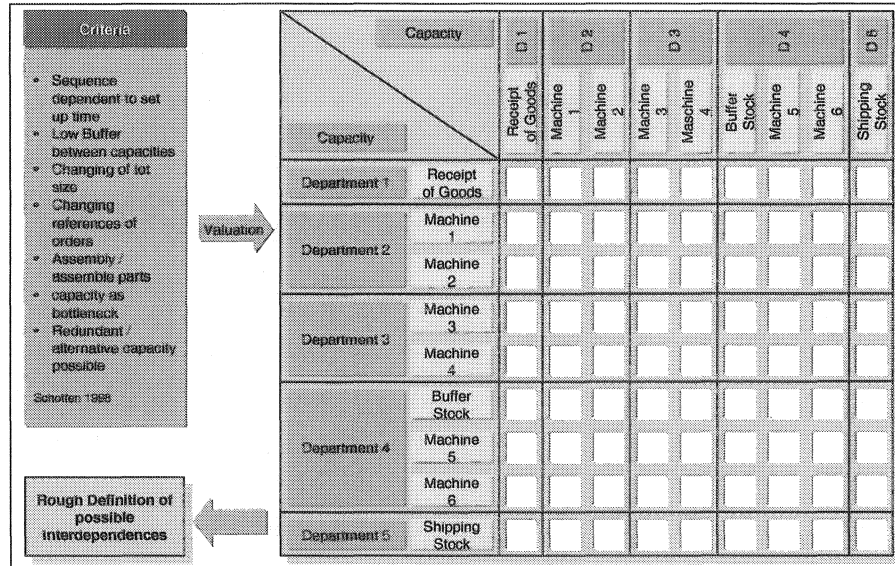 Criteria
• Sequence
dependent to set
up time
• Low Buffer
between capacities
• Changing of lot
size
• Changing
references of
orders
• Assembly /
assemble parts
• capacity as
bottleneck
• Redundant /
alternative capacity
possible
Schotten 1998
Valuation
Rough Definition of
possible
interdependences
Capacity
Capacity
D 1
D 2
D 3
D 4
D 5
Receipt
of Goods
Machine
1
Machine
2
Machine
3
Maschine
4
Buffer
Stock
Machine
5
Machine
6
Shipping
Stock
Department 1
Receipt
of Goods
Department 2
Machine
1
Machine
2
Department 3
Machine
3
Machine
4
Department 4
Buffer
Stock
Machine
5
Machine
6
Department 5
Shipping
Stock